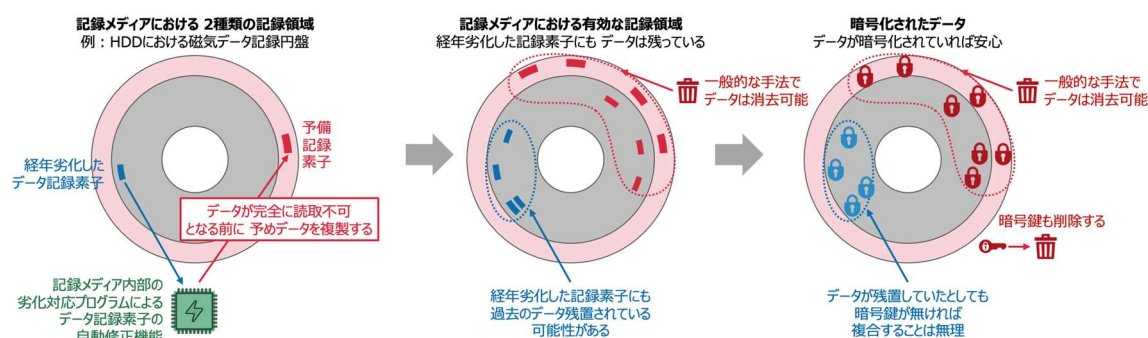 記録メディアにおける 2種類の記録領域
例：HDDにおける磁気データ記録円盤
予備
記録
素子
経年劣化した
データ記録素子
データが完全に読取不可
となる前に 予めデータを複製する
記録メディア内部の
劣化対応プログラムによる
データ記録素子の
自動修正機能
記録メディアにおける有効な記録領域
経年劣化した記録素子にも データは残っている
一般的な手法で
データは消去可能
経年劣化した記録素子にも
過去のデータ残置されている
可能性がある
暗号化されたデータ
データが暗号化されていれば安心
一般的な手法で
データは消去可能
暗号鍵も削除する
データが残置していたとしても
暗号鍵が無ければ
複合することは無理